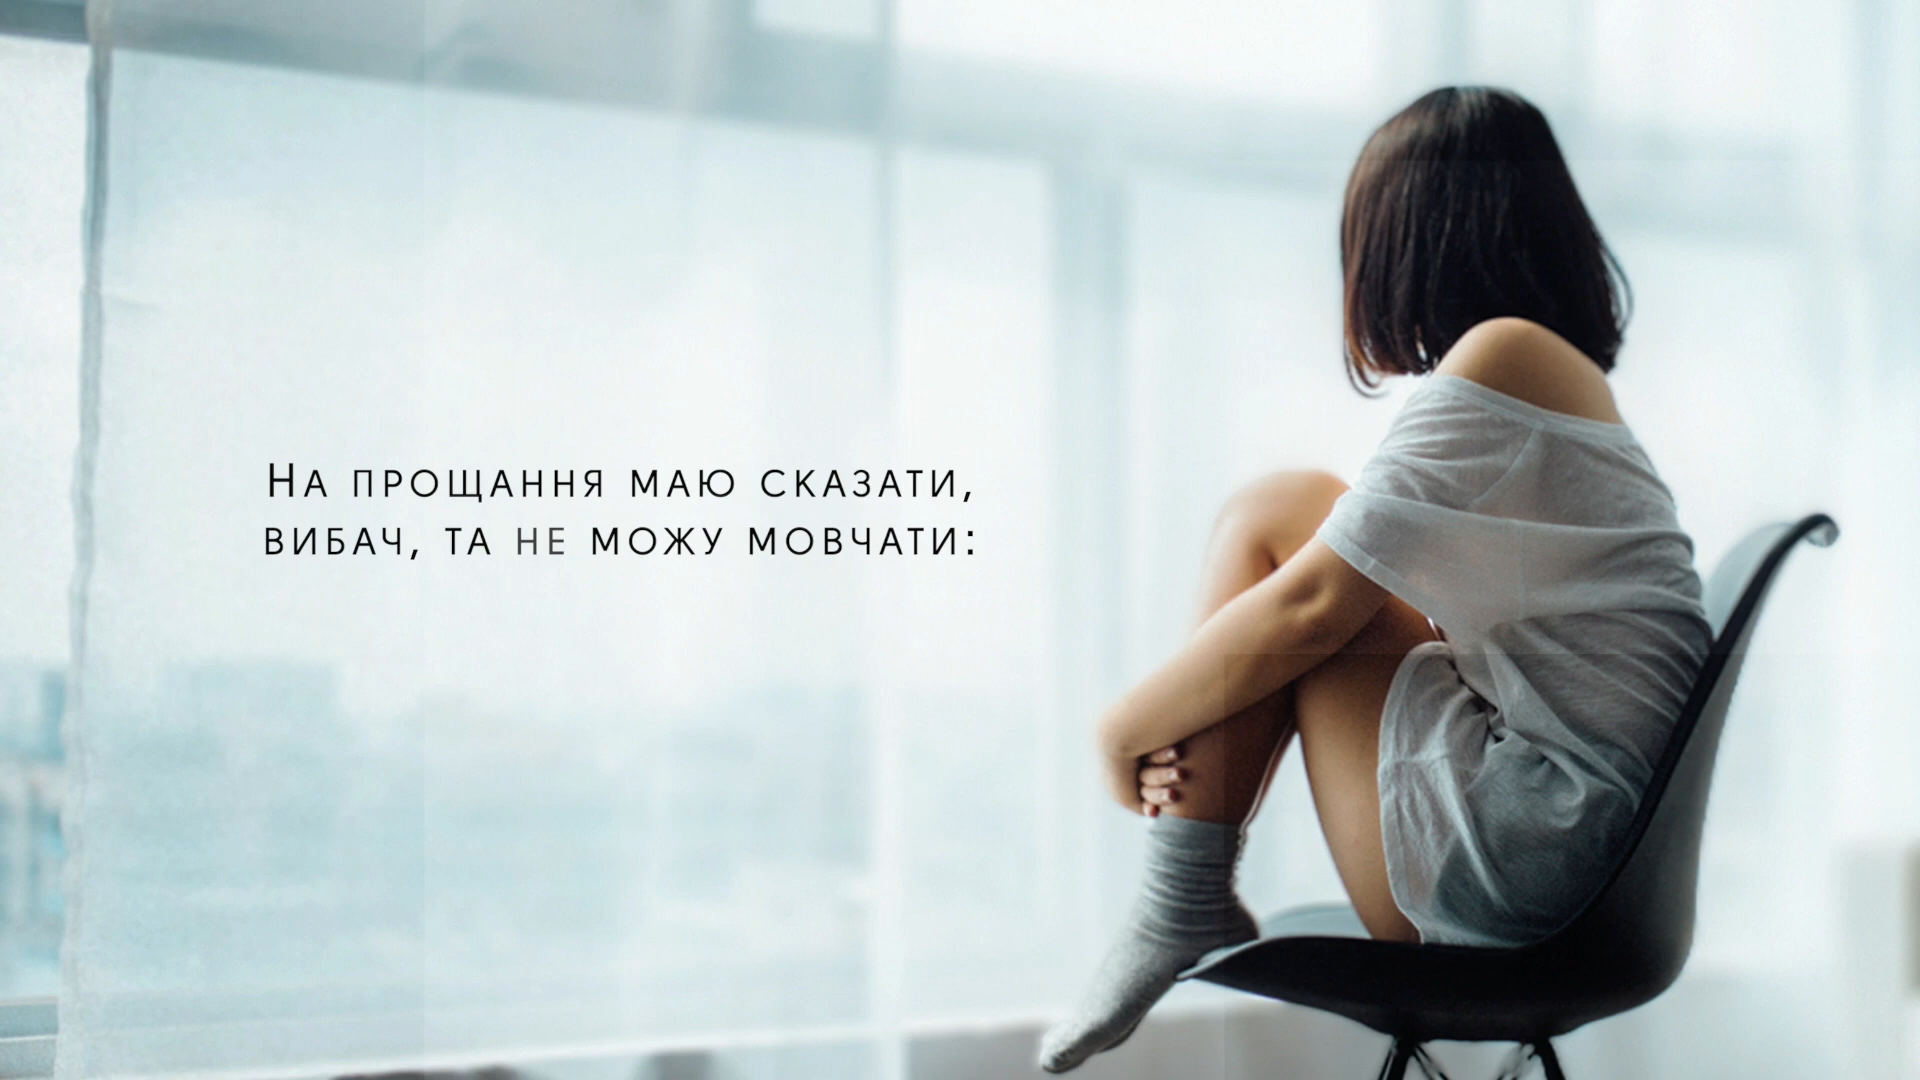 На прощання маю сказати,
вибач, та не можу мовчати: